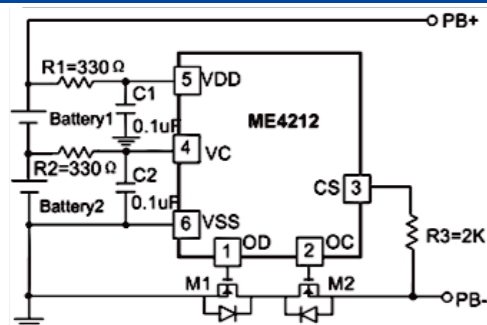 PB+
R1=330Ω
5 VDD
C1
0.1uF
Battery1
ME4212
4 VC
R2=330Ω
C2
0.1uF
Battery2
CS 3
6 VSS
1 OD 2 OC
R3=2K
M1 M2
PB-